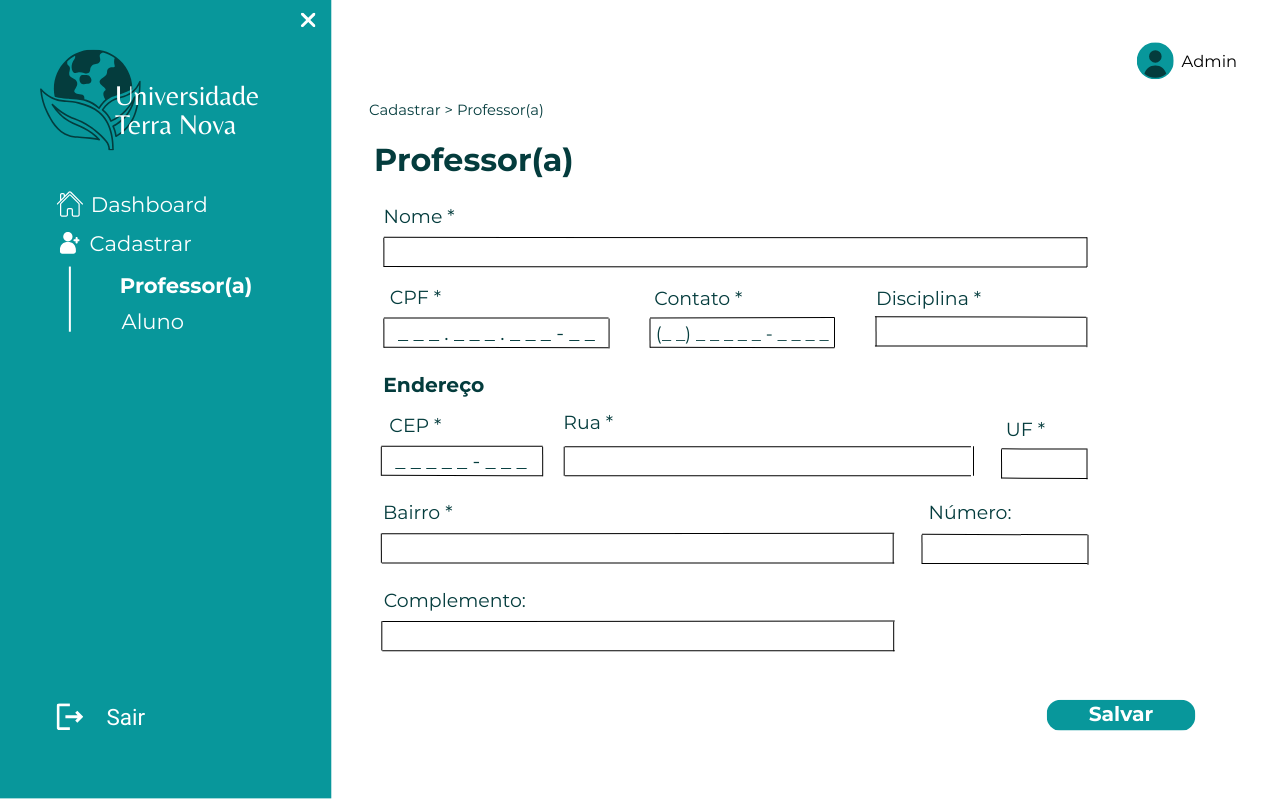 Universidade
Terra Nova
Dashboard
Cadastrar
Professor(a)
Aluno
Sair
Admin
Cadastrar > Professor(a)
Professor(a)
Nome *
CPF * Contato * Disciplina *
_ _ _ . _ _ _ . _ _ _ - _ _ (_ _) _ _ _ _ _ - _ _ _ _
Endereço
CEP * Rua * UF *
_ _ _ _ _ - _ _ _
Bairro * Número:
Complemento:
Salvar